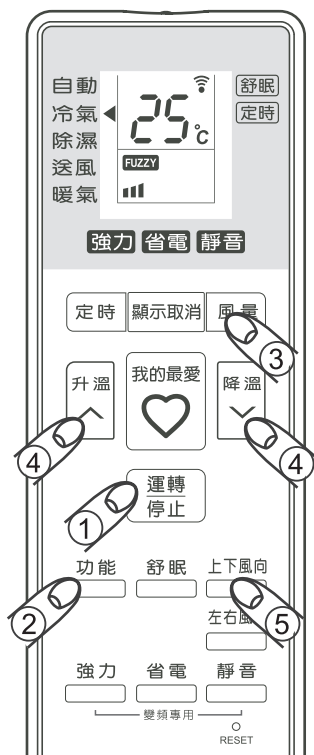 自動
冷氣
除濕
送風
暖氣
25℃
FUZZY
舒眠
定時
強力 省電 靜音
定時 顯示取消 風量
③
升溫
我的最愛
降溫
④
④
運轉
停止
①
功能 舒眠 上下風向
②
⑤
左右風
強力 省電 靜音
變頻專用
RESET